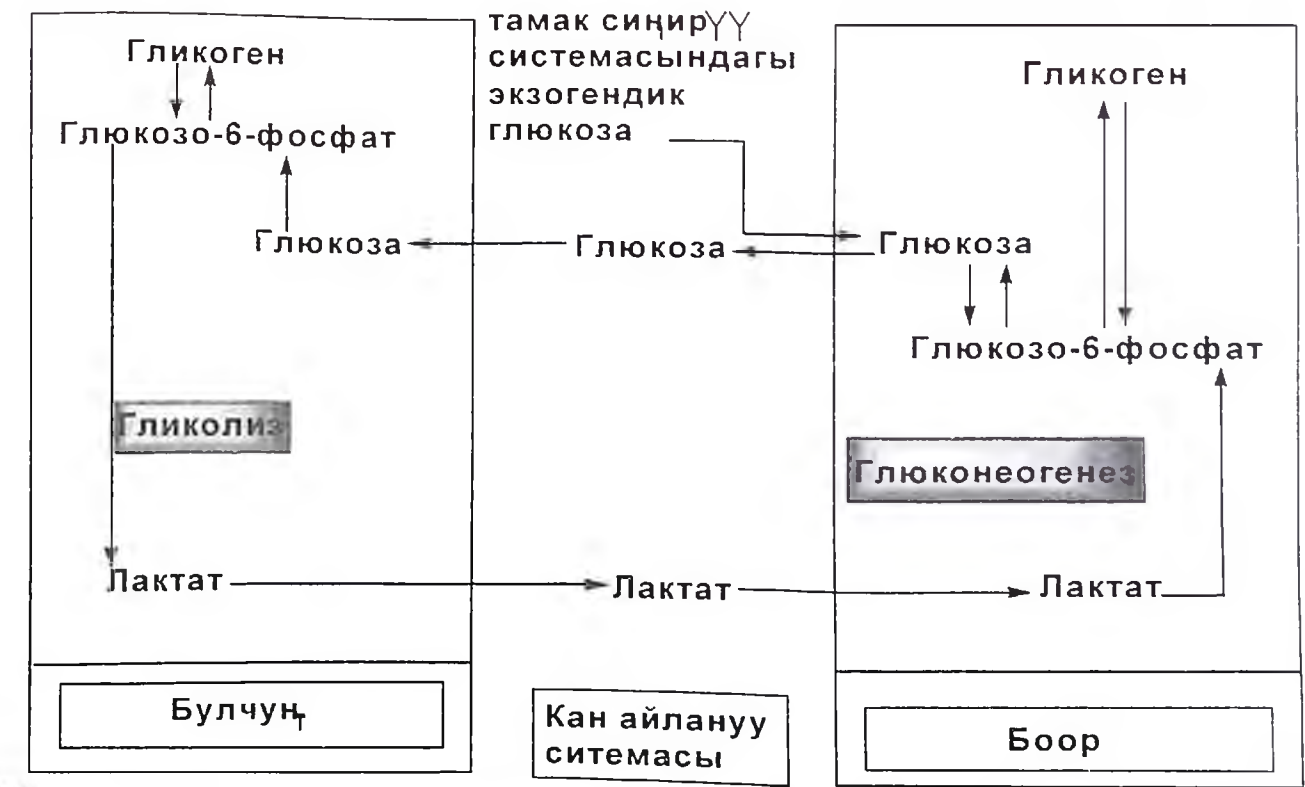 тамак сиңирүү
системасындагы
экзогендик
глюкоза
Гликоген
Глюкозо-6-фосфат
Глюкоза
Гликолиз
Лактат
Булчуң
Глюкоза
Лактат
Кан айлануу
ситемасы
Гликоген
Глюкоза
Глюкозо-6-фосфат
Глюконеогенез
Лактат
Боор